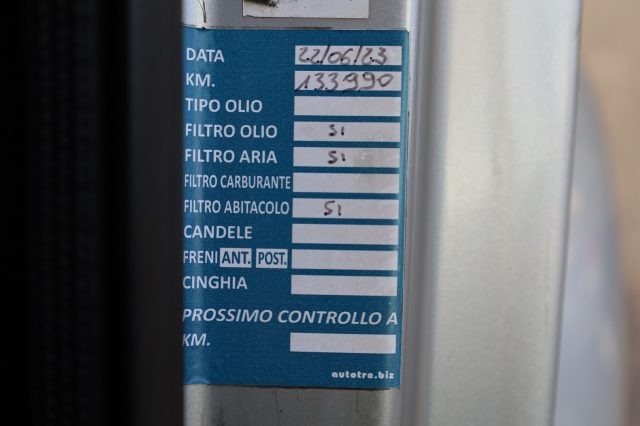 DATA 22/06/23
KM. 133990
TIPO OLIO
FILTRO OLIO SI
FILTRO ARIA SI
FILTRO CARBURANTE
FILTRO ABITACOLO SI
CANDELE
FRENI ANT. POST.
CINGHIA
PROSSIMO CONTROLLO A
KM.
autotre.biz